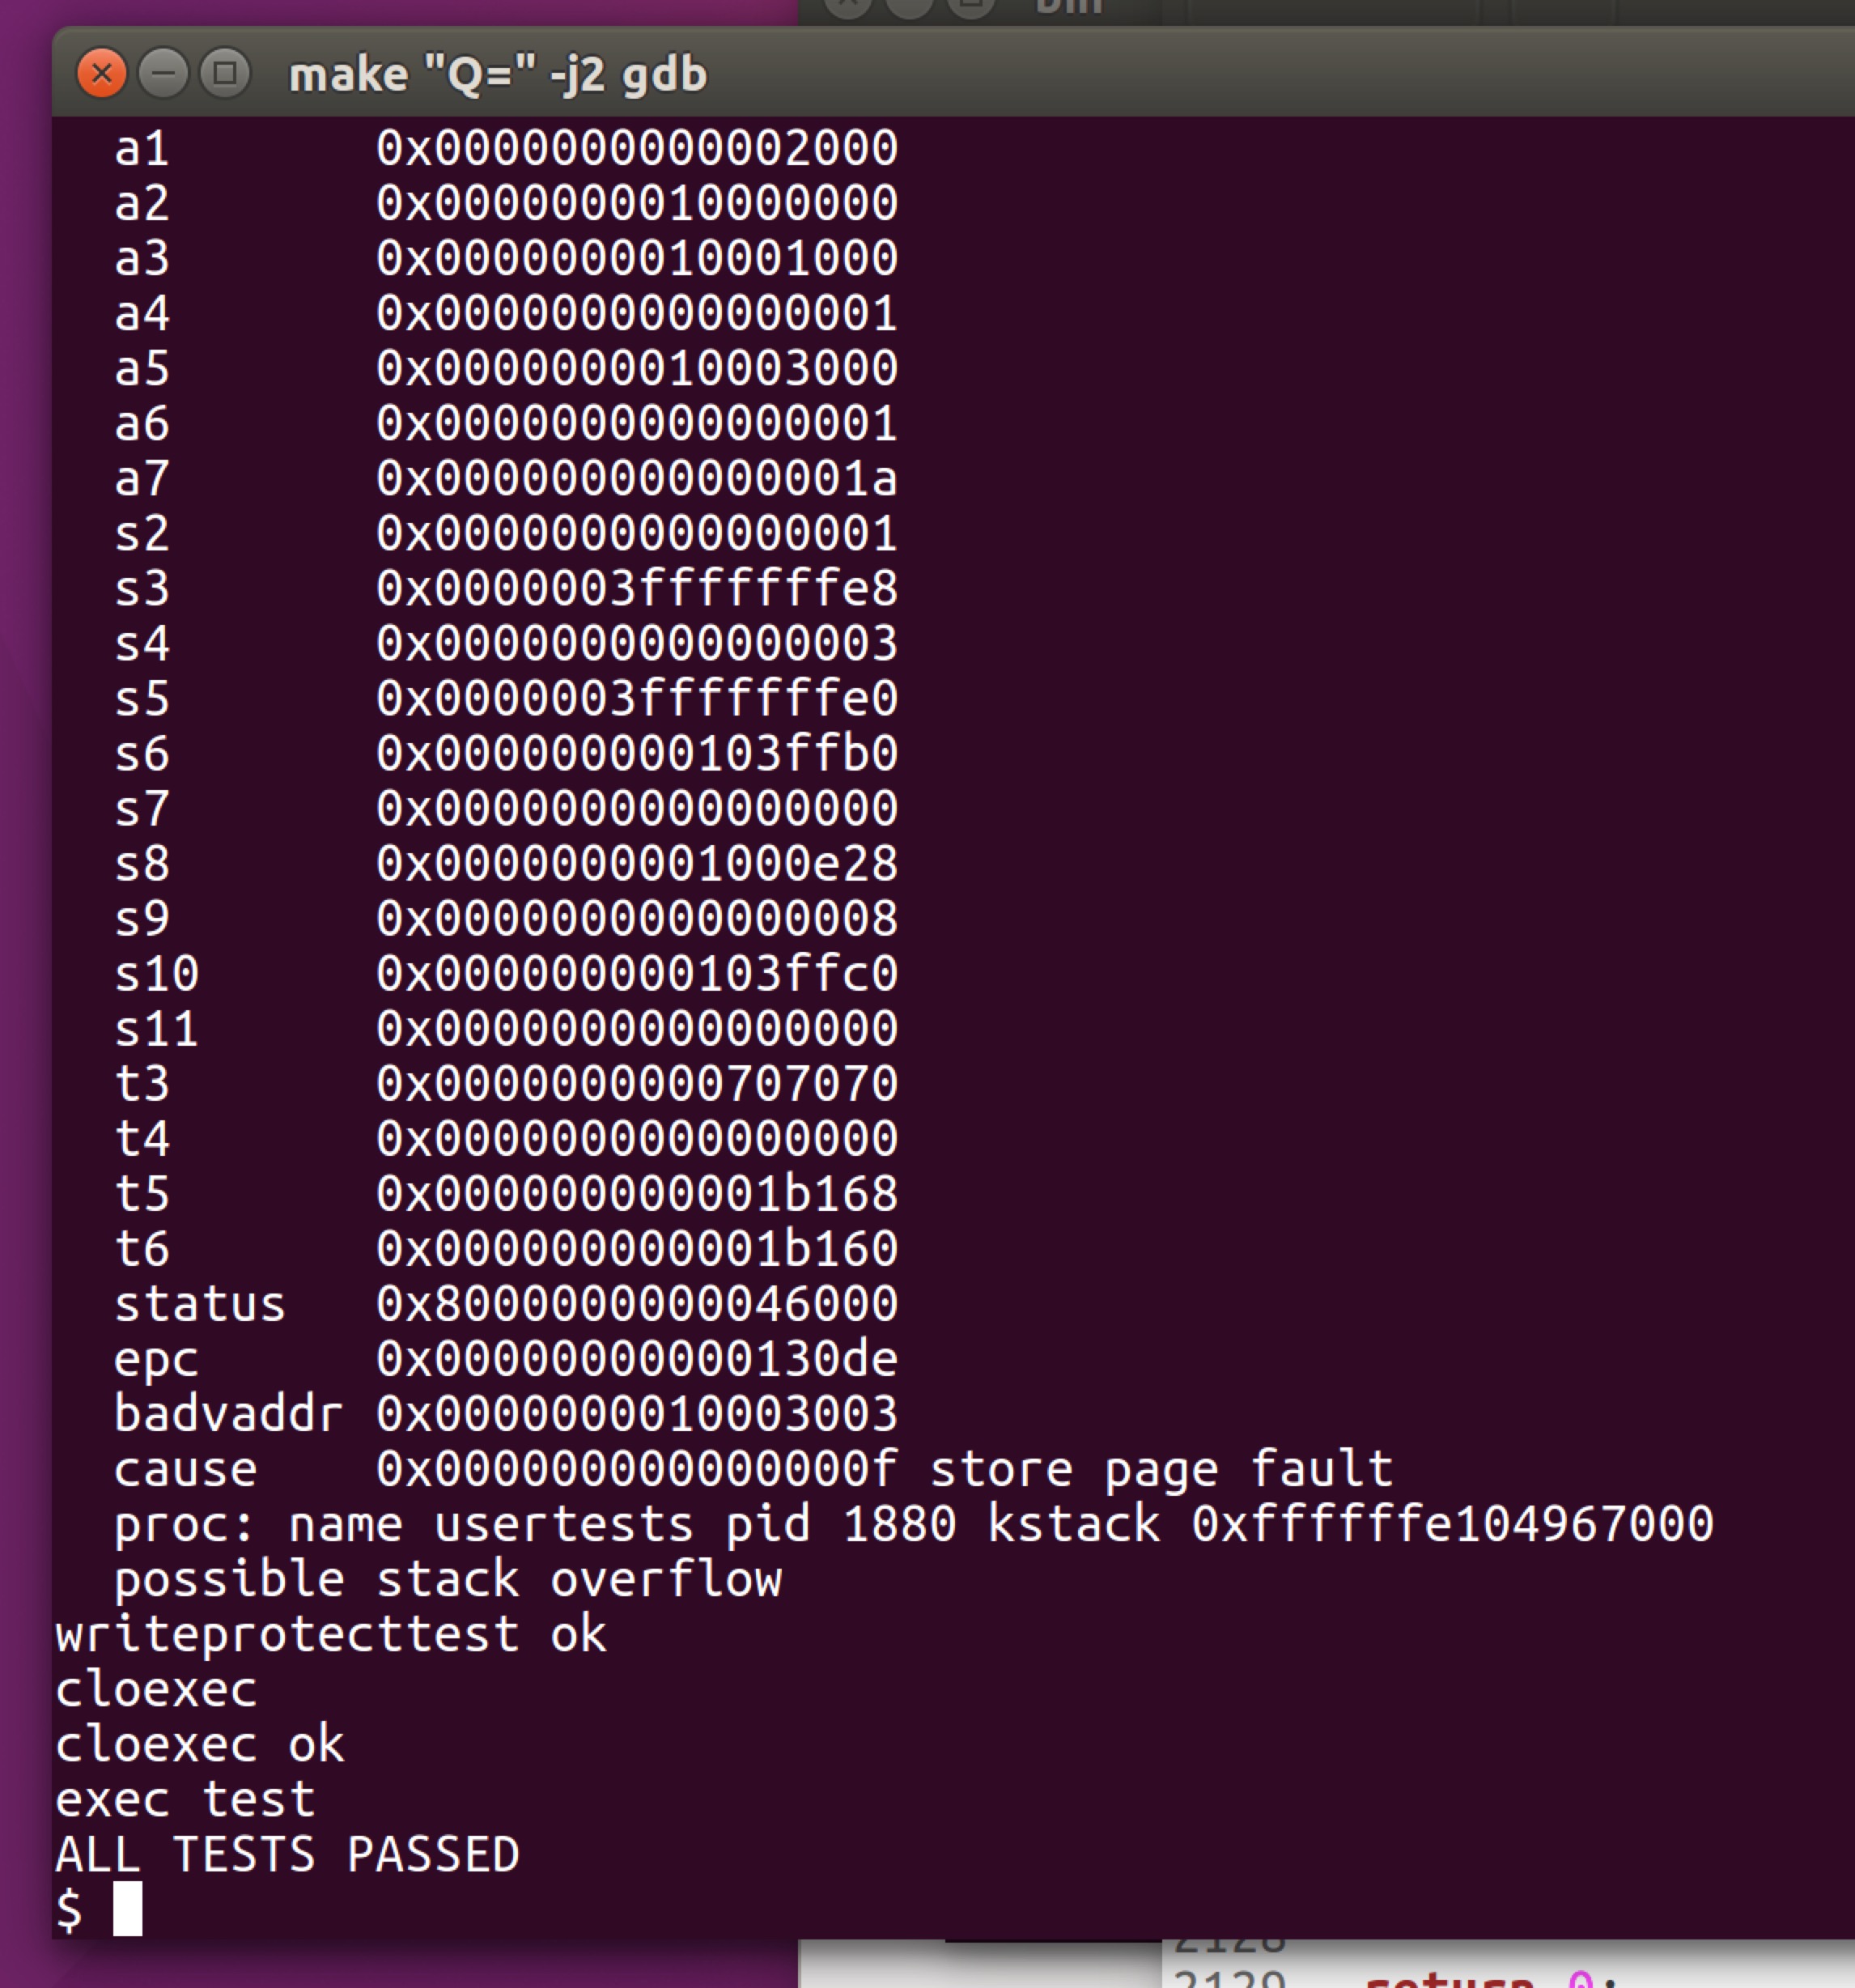 bin
make "Q=" -j2 gdb
a1 0x0000000000002000
a2 0x0000000010000000
a3 0x0000000010001000
a4 0x0000000000000001
a5 0x0000000010003000
a6 0x0000000000000001
a7 0x000000000000001a
s2 0x0000000000000001
s3 0x0000003fffffffe8
s4 0x0000000000000003
s5 0x0000003fffffffe0
s6 0x000000000103ffb0
s7 0x0000000000000000
s8 0x0000000001000e28
s9 0x0000000000000008
s10 0x000000000103ffc0
s11 0x0000000000000000
t3 0x0000000000707070
t4 0x0000000000000000
t5 0x000000000001b168
t6 0x000000000001b160
status 0x8000000000046000
epc 0x00000000000130de
badvaddr 0x0000000010003003
cause 0x000000000000000f store page fault
proc: name usertests pid 1880 kstack 0xffffffe104967000
possible stack overflow
writeprotecttest ok
cloexec
cloexec ok
exec test
ALL TESTS PASSED
$
2128
2129 return 0;